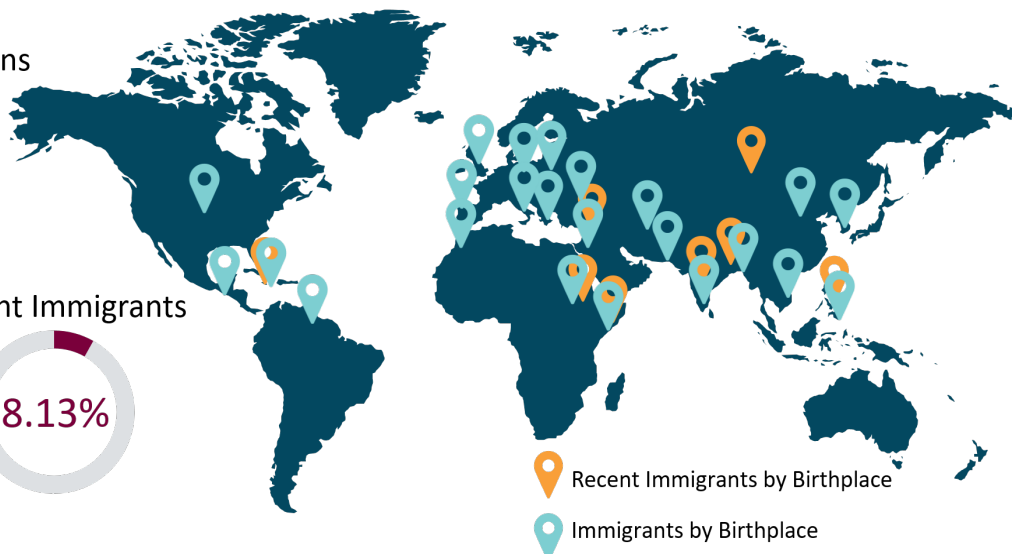 ns
nt Immigrants
8.13%
Recent Immigrants by Birthplace
Immigrants by Birthplace